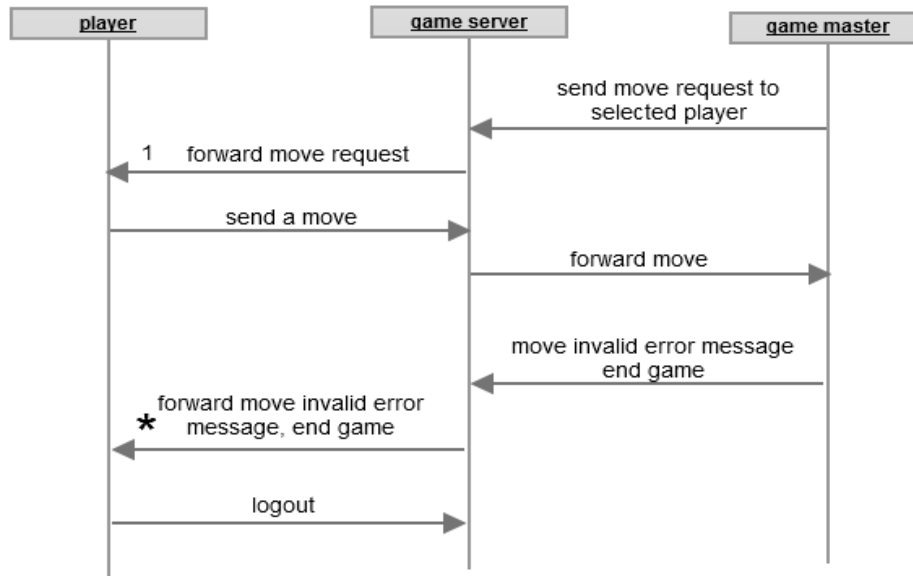 player
game server
game master
send move request to
selected player
1 forward move request
send a move
forward move
move invalid error message
end game
forward move invalid error
* message, end game
logout